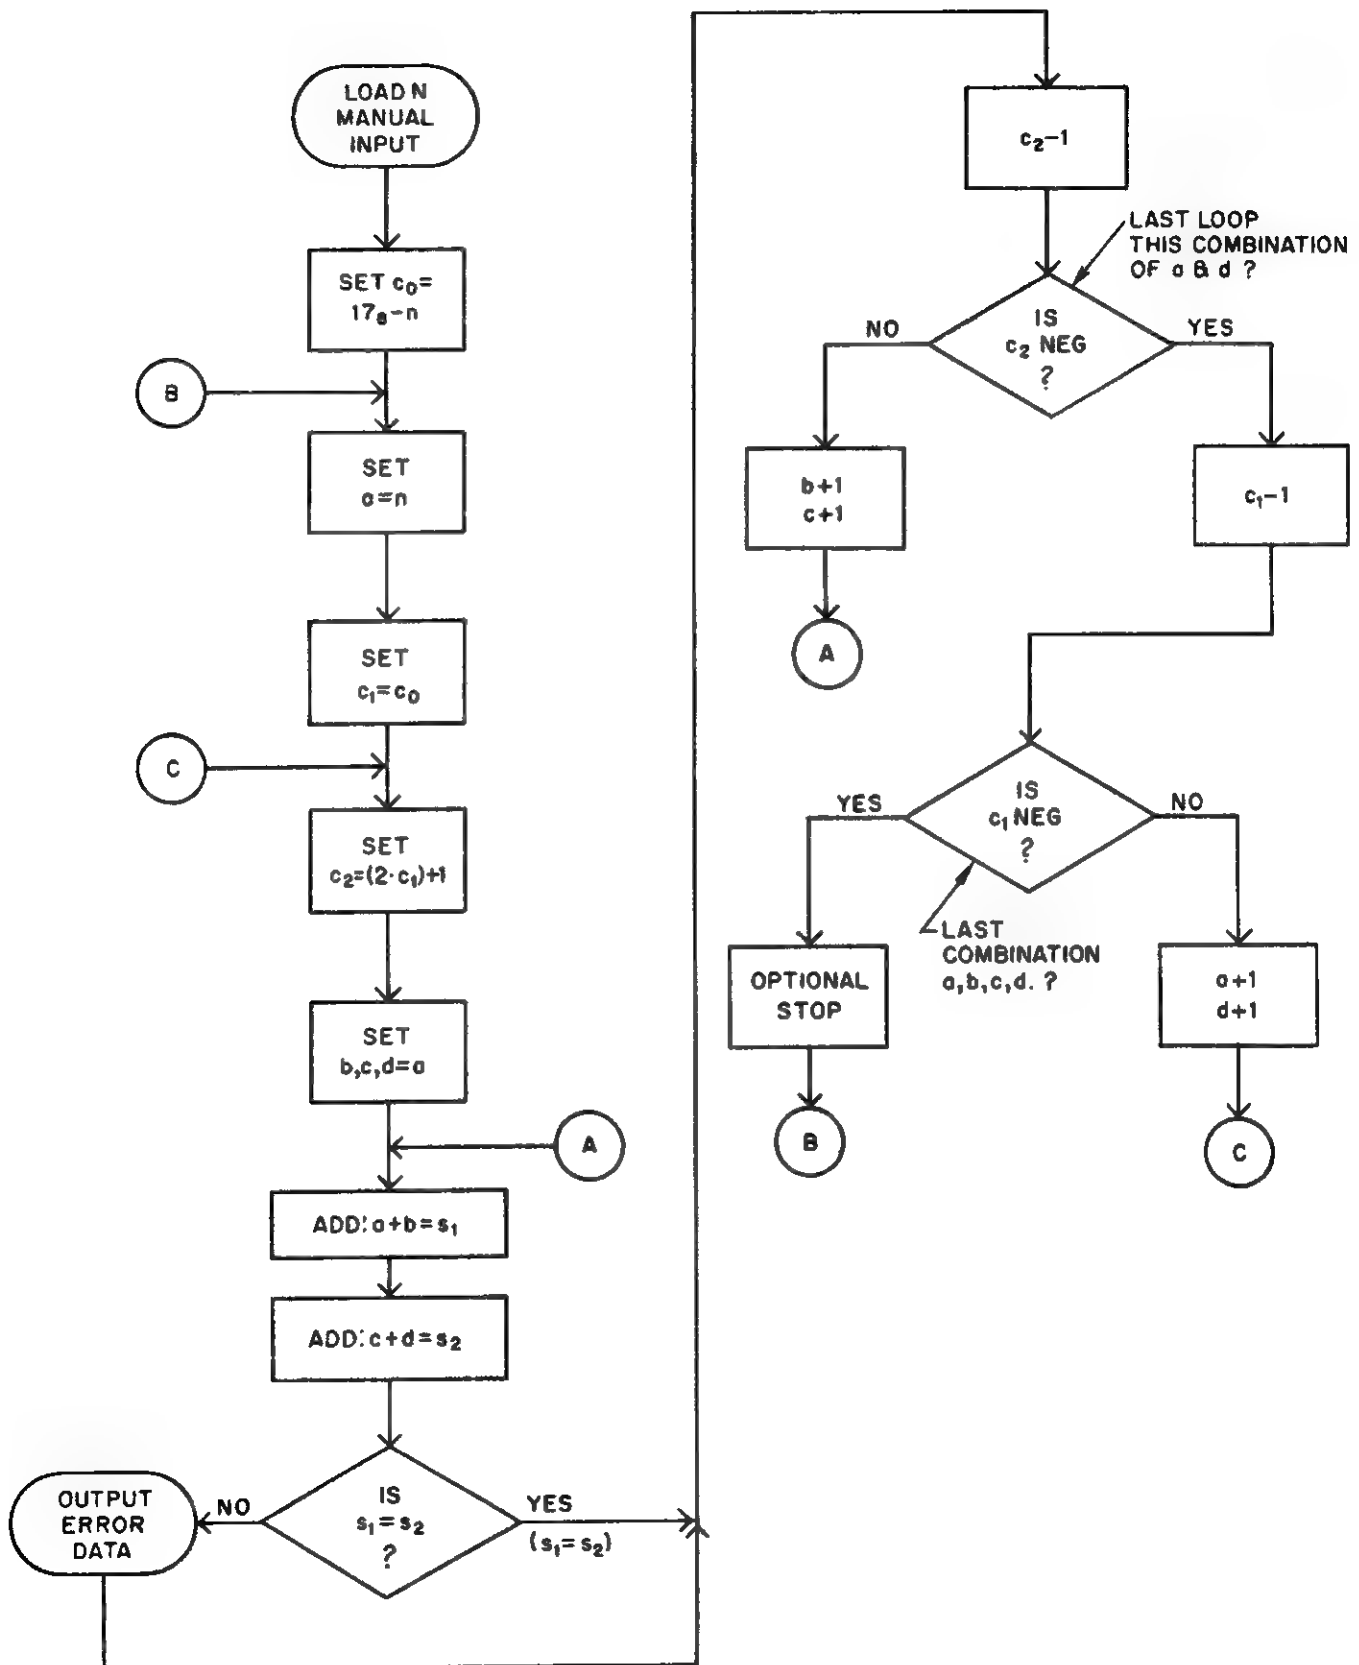 LOAD N
MANUAL
INPUT
SET c₀=
17₈-n
B
SET
a=n
SET
c₁=c₀
C
SET
c₂=(2·c₁)+1
SET
b,c,d=a
A
ADD: a+b=s₁
ADD: c+d=s₂
IS
s₁=s₂
?
NO
YES
(s₁=s₂)
OUTPUT
ERROR
DATA
c₂-1
LAST LOOP
THIS COMBINATION
OF a & d ?
IS
c₂ NEG
?
NO
YES
b+1
c+1
A
c₁-1
IS
c₁ NEG
?
YES
NO
LAST
COMBINATION
a,b,c,d. ?
OPTIONAL
STOP
B
a+1
d+1
C